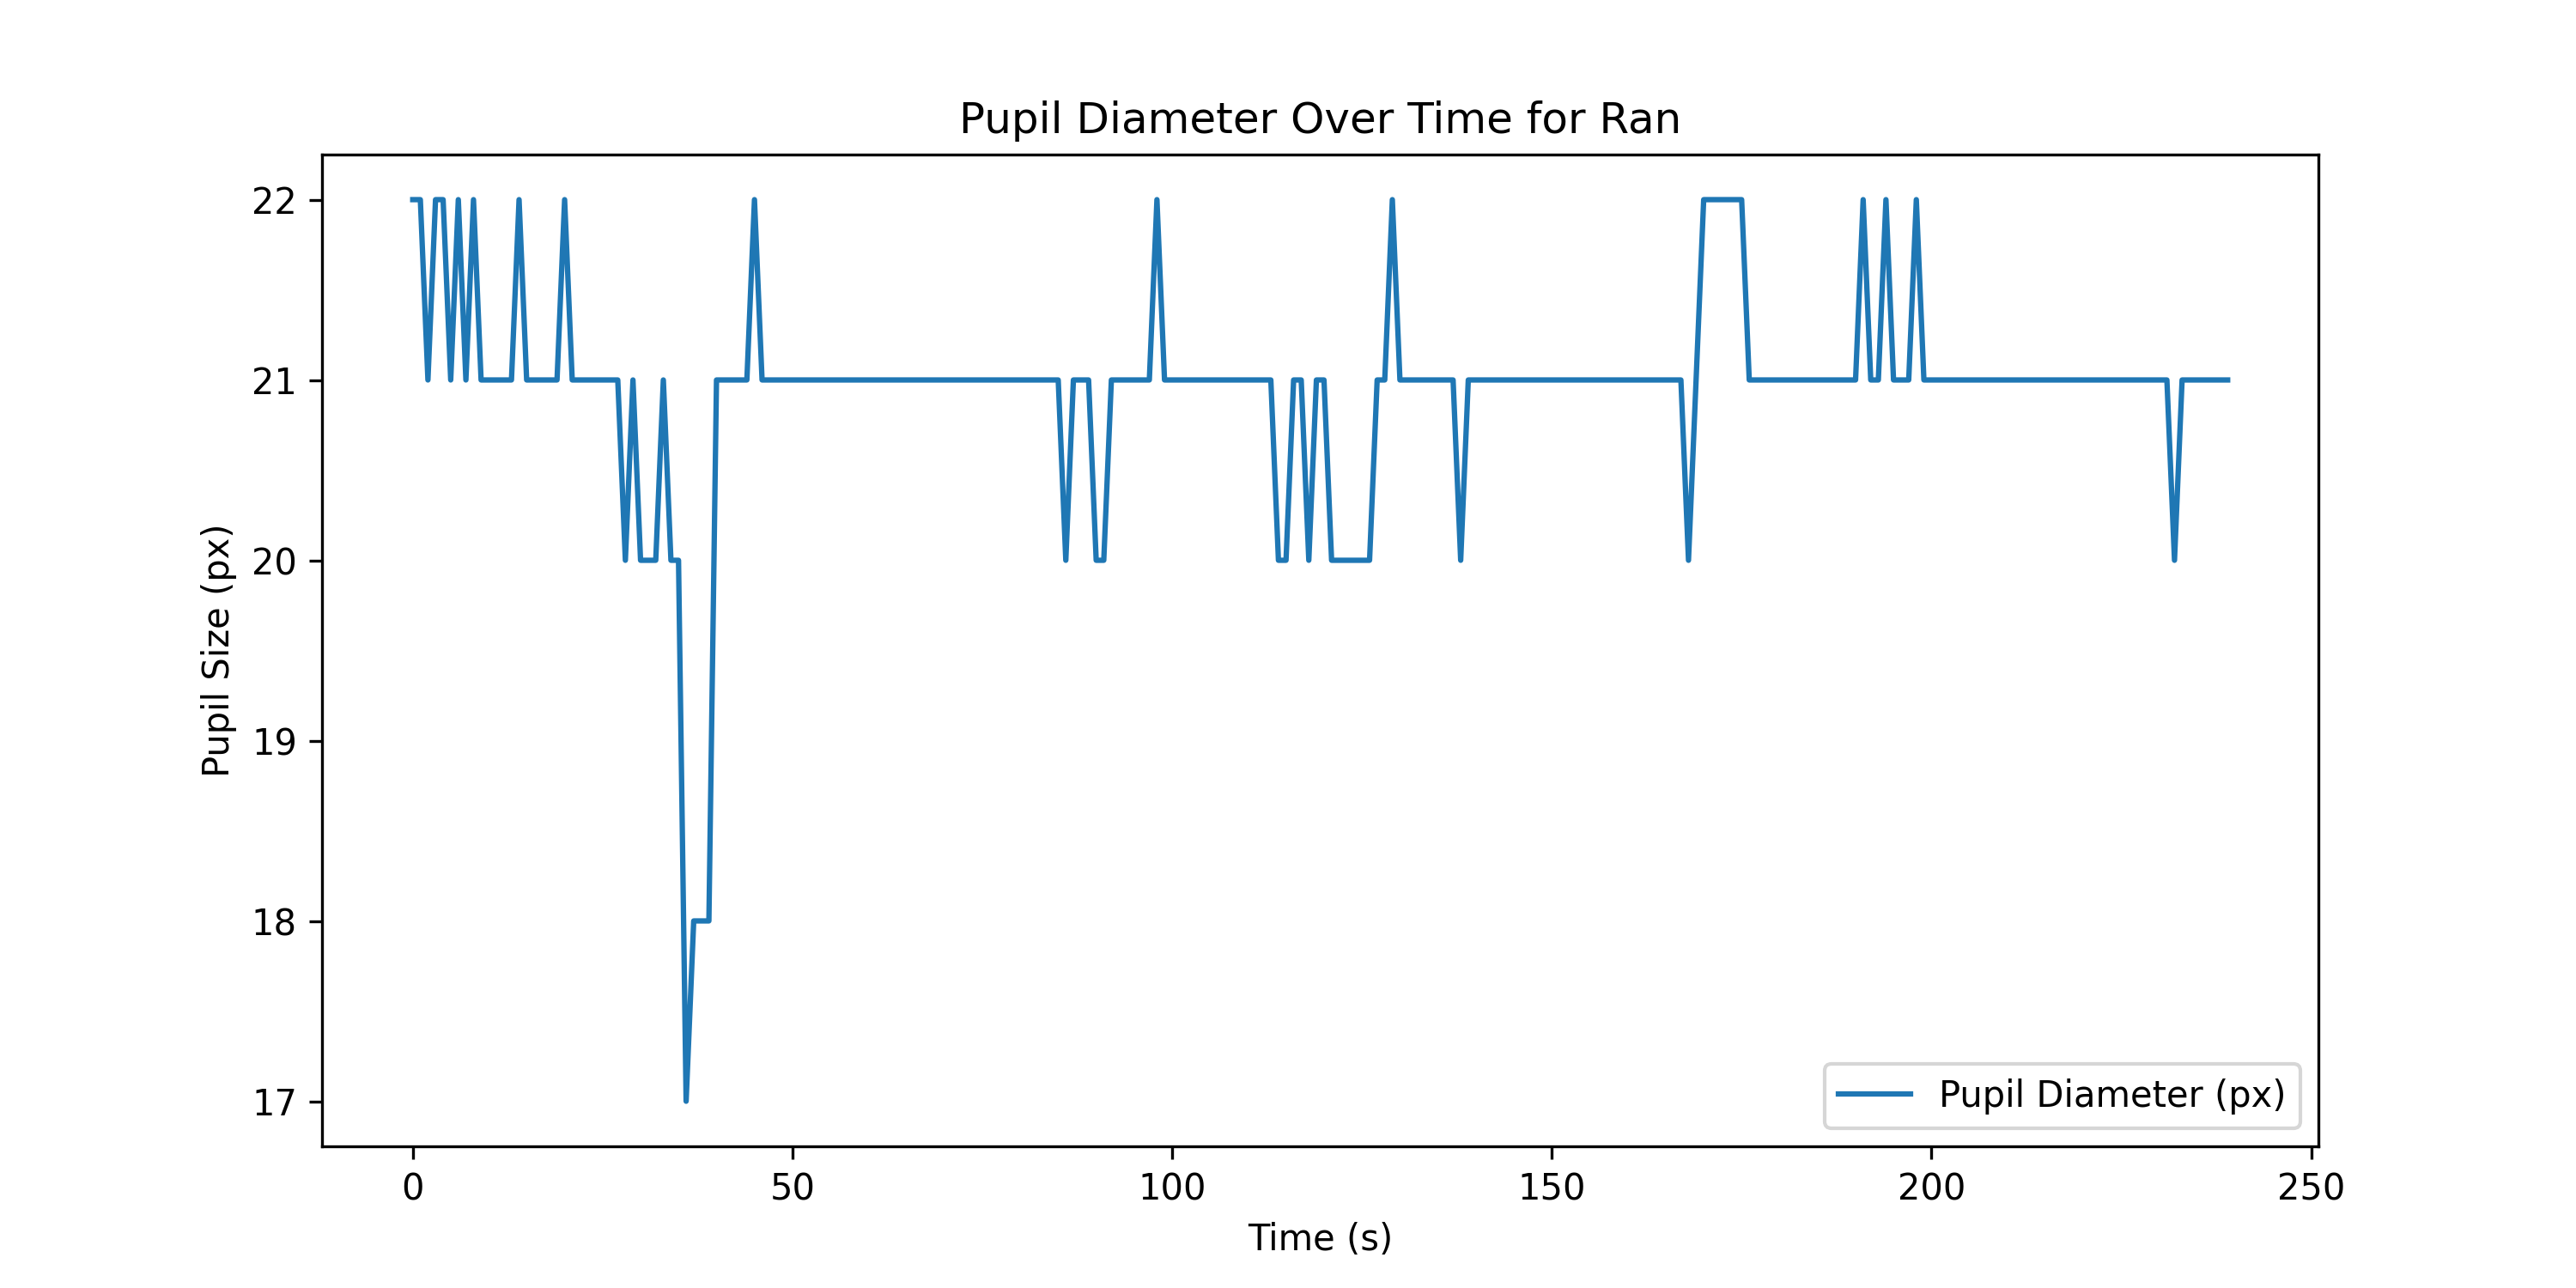 Pupil Diameter Over Time for Ran
22
21
20
19
18
17
Pupil Size (px)
Pupil Diameter (px)
0 50 100 150 200 250
Time (s)